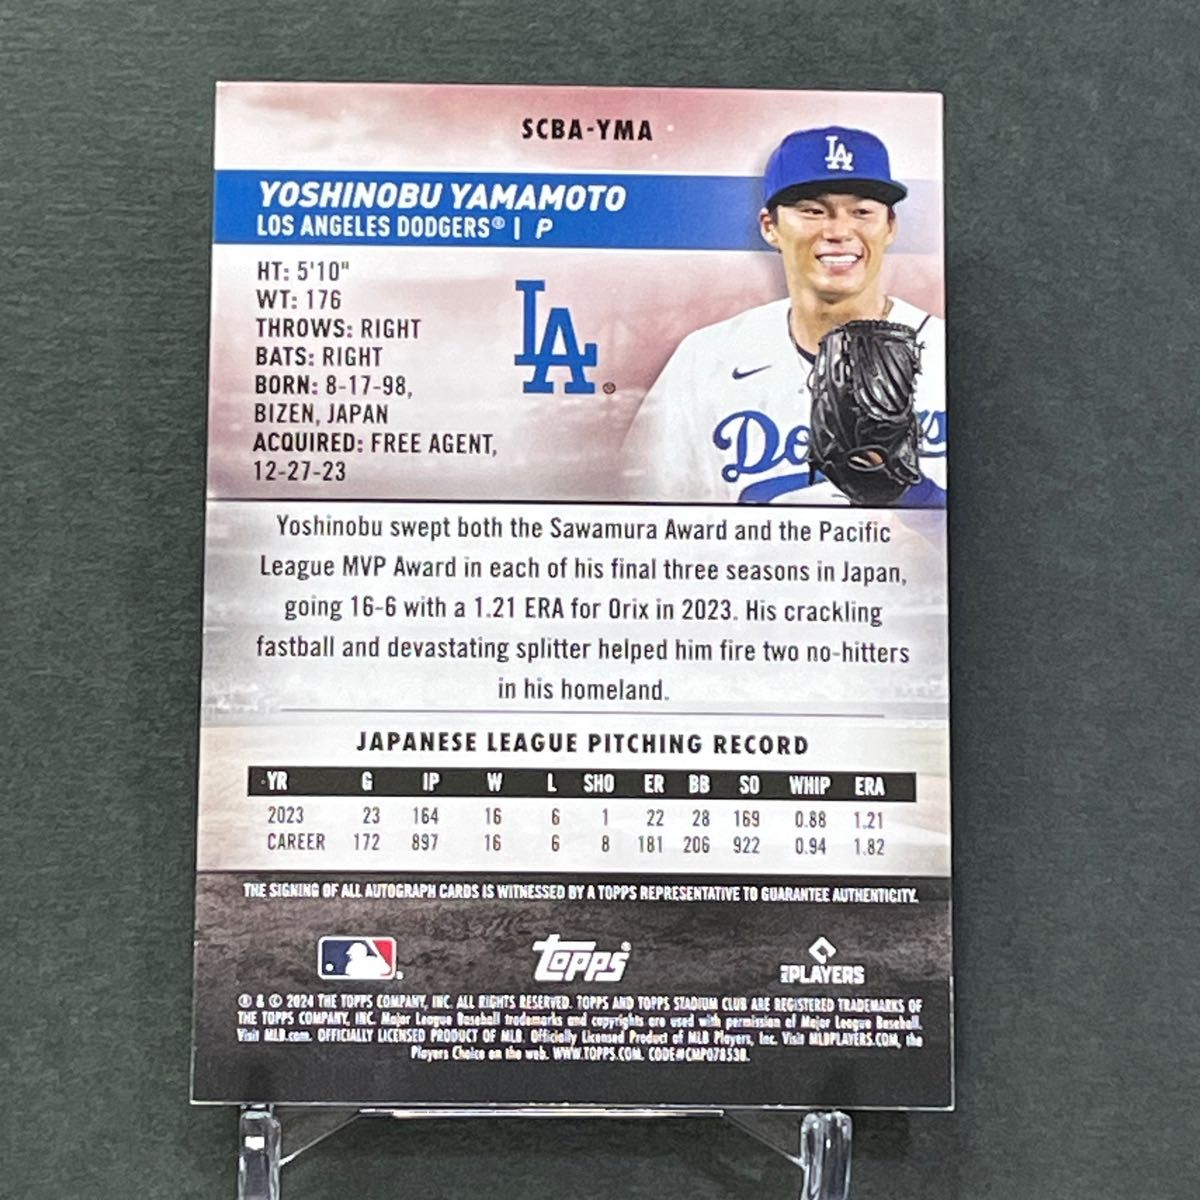 SCBA-YMA
YOSHINOBU YAMAMOTO
LOS ANGELES DODGERS® | P
HT: 5'10"
WT: 176
THROWS: RIGHT
BATS: RIGHT
BORN: 8-17-98,
BIZEN, JAPAN
ACQUIRED: FREE AGENT,
12-27-23
LA®
LA
Dodgers
Yoshinobu swept both the Sawamura Award and the Pacific
League MVP Award in each of his final three seasons in Japan,
going 16-6 with a 1.21 ERA for Orix in 2023. His crackling
fastball and devastating splitter helped him fire two no-hitters
in his homeland.
JAPANESE LEAGUE PITCHING RECORD
YR G IP W L SHO ER BB SO WHIP ERA
2023 23 164 16 6 1 22 28 169 0.88 1.21
CAREER 172 897 16 6 8 181 206 922 0.94 1.82
THE SIGNING OF ALL AUTOGRAPH CARDS IS WITNESSED BY A TOPPS REPRESENTATIVE TO GUARANTEE AUTHENTICITY.
topps®
MLB PLAYERS
® & © 2024 THE TOPPS COMPANY, INC. ALL RIGHTS RESERVED. TOPPS AND TOPPS STADIUM CLUB ARE REGISTERED TRADEMARKS OF
THE TOPPS COMPANY, INC. Major League Baseball trademarks and copyrights are used with permission of Major League Baseball.
Visit MLB.com. OFFICIALLY LICENSED PRODUCT OF MLB. Officially Licensed Product of MLB Players, Inc. Visit MLBPLAYERS.COM, the
Players Choice on the web. WWW.TOPPS.COM. CODE#CMP078530.